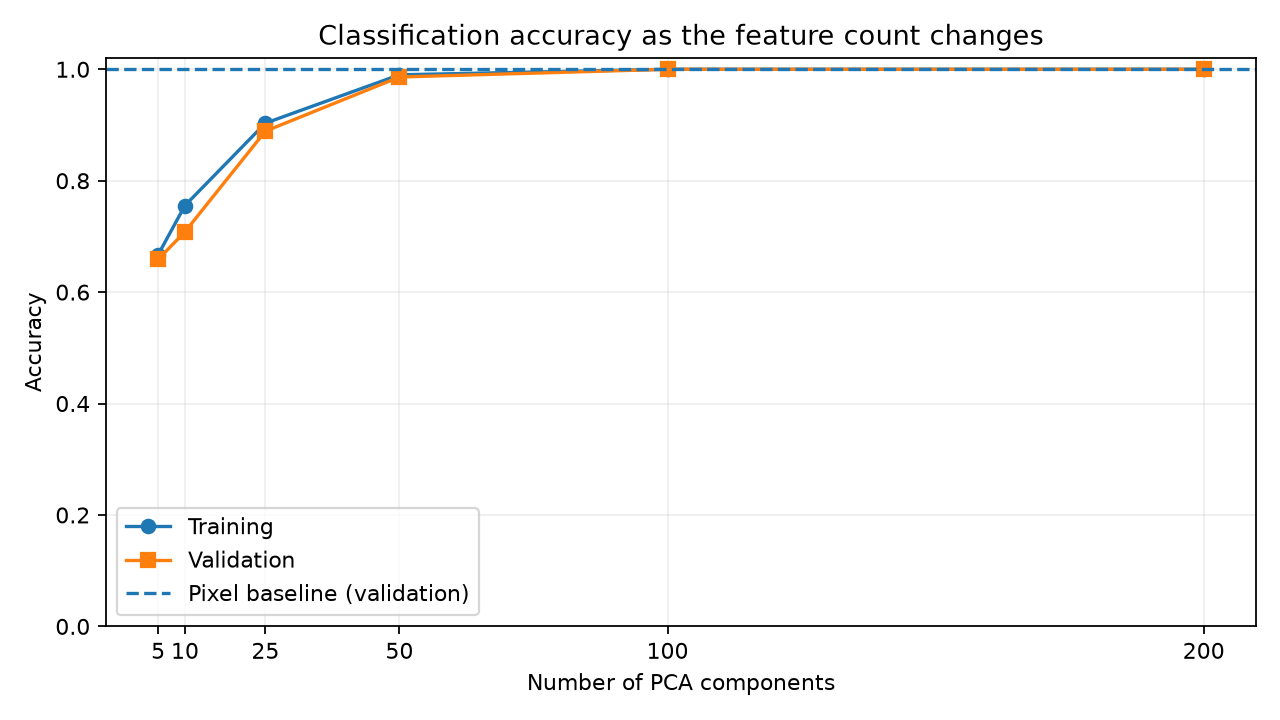 Classification accuracy as the feature count changes
Accuracy
1.0
0.8
0.6
0.4
0.2
0.0
Training
Validation
Pixel baseline (validation)
5 10 25 50 100 200
Number of PCA components